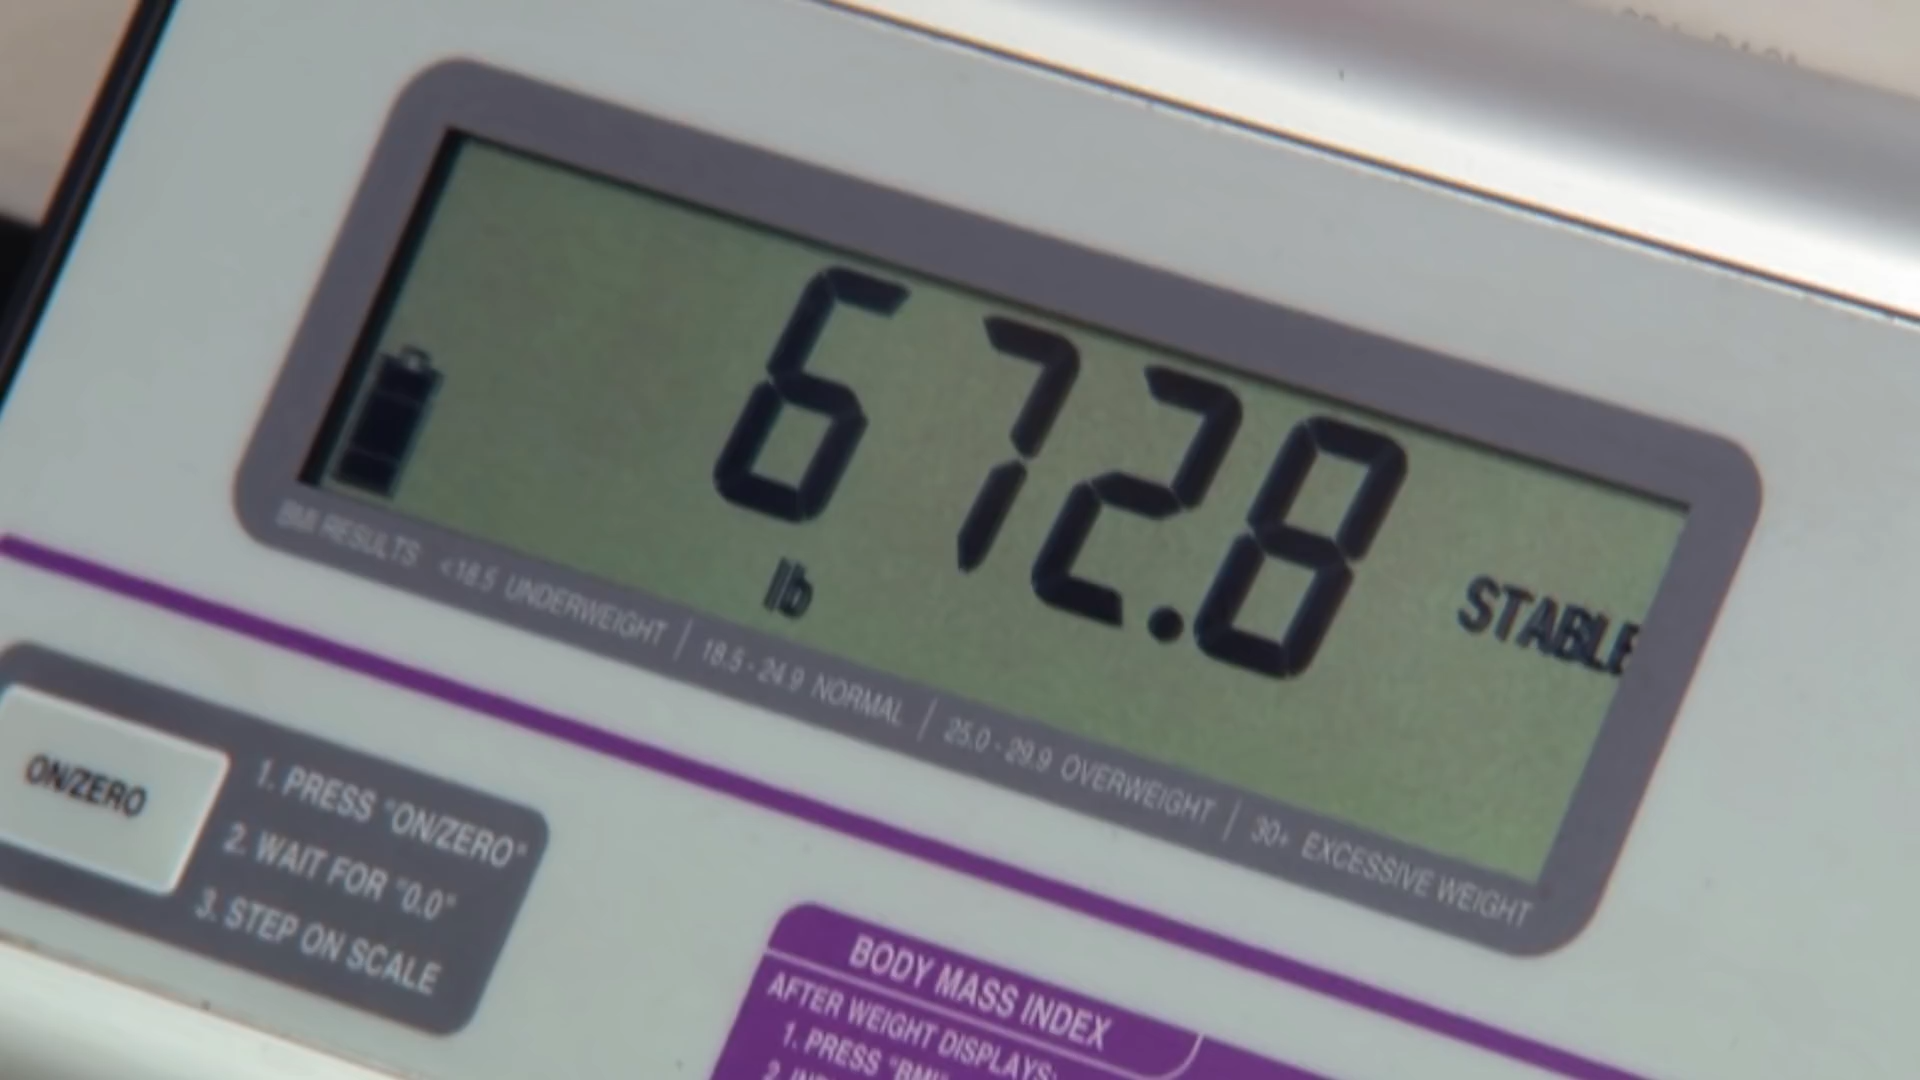 672.8
lb
STABLE
BMI RESULTS <18.5 UNDERWEIGHT | 18.5 - 24.9 NORMAL | 25.0 - 29.9 OVERWEIGHT | 30+ EXCESSIVE WEIGHT
ON/ZERO
1. PRESS "ON/ZERO"
2. WAIT FOR "0.0"
3. STEP ON SCALE
BODY MASS INDEX
AFTER WEIGHT DISPLAYS:
1. PRESS "BMI"
2.